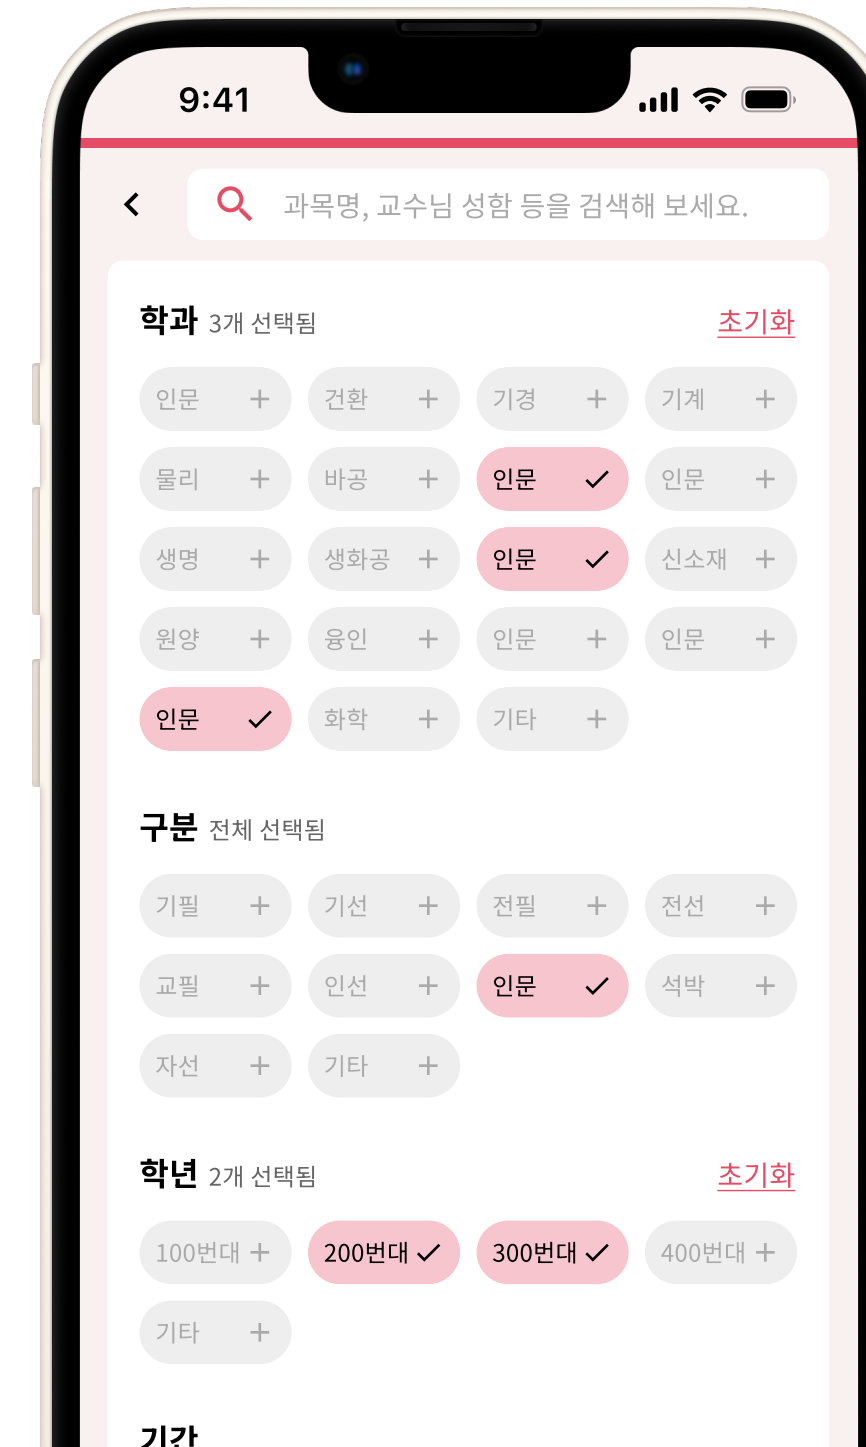 9:41
과목명, 교수님 성함 등을 검색해 보세요.
학과 3개 선택됨 초기화
인문 건환 기경 기계
물리 바공 인문 인문
생명 생화공 인문 신소재
원양 융인 인문 인문
인문 화학 기타
구분 전체 선택됨
기필 기선 전필 전선
교필 인선 인문 석박
자선 기타
학년 2개 선택됨 초기화
100번대 200번대 300번대 400번대
기타
기간